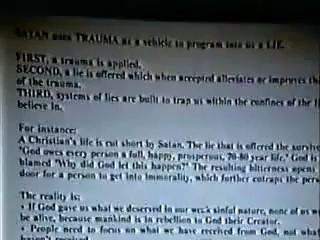 SATAN uses TRAUMA as a vehicle to program into us a LIE.
FIRST, a trauma is applied.
SECOND, a lie is offered which when accepted alleviates or improves th
of the trauma.
THIRD, systems of lies are built to trap us within the confines of the
believe in.
For instance:
A Christian's life is cut short by Satan. The lie that is offered the survivo
"God owes every person a full, happy, prosperous, 70-80 year life." God is
blamed "Why did God let this happen?" The resulting bitterness opens
door for a person to get into immorality, which further entraps the pers
The reality is:
• If God gave us what we deserved in our weak sinful nature, none of us w
be alive, because mankind is in rebellion to God their Creator.
• People need to focus on what we have received from God, not what
haven't received.